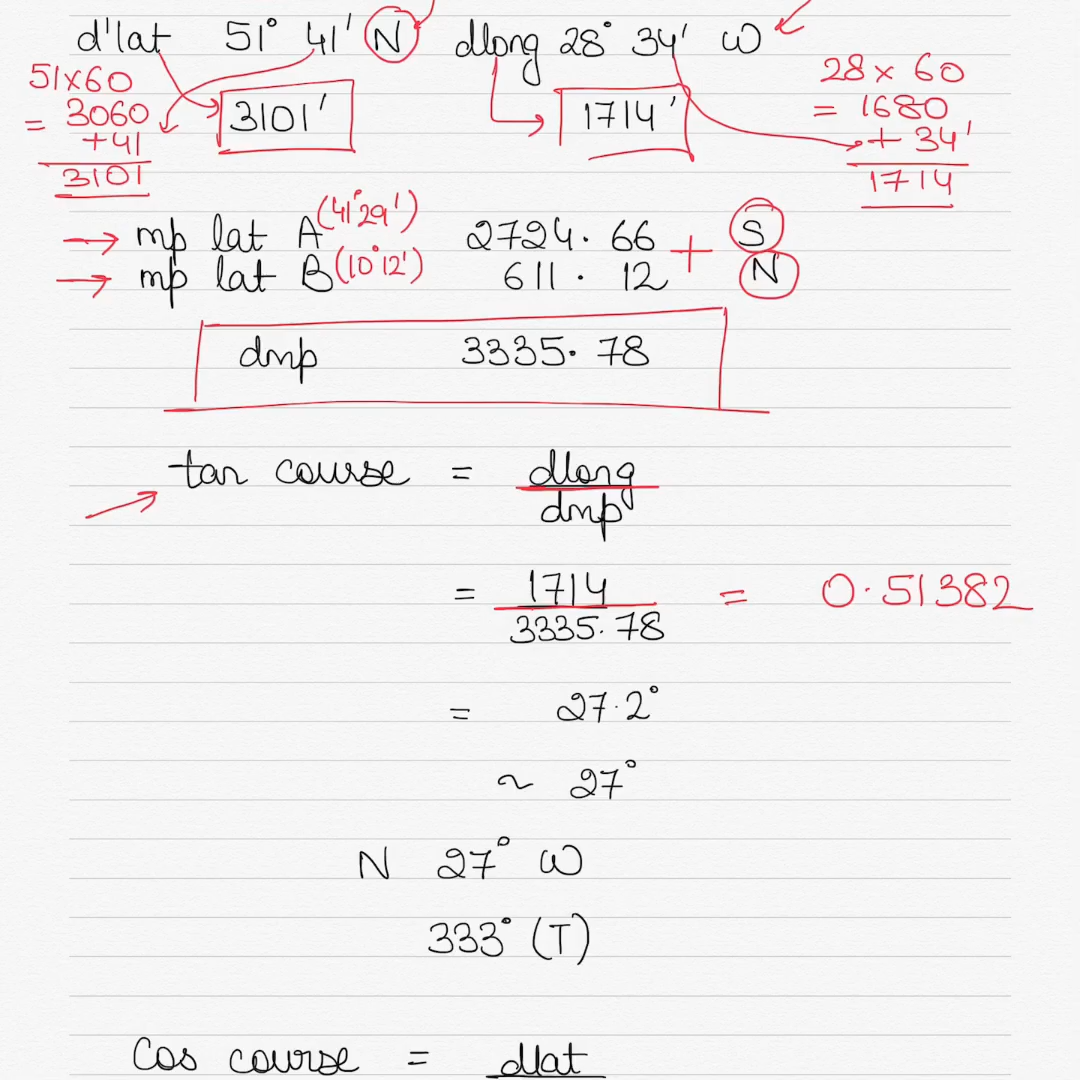 d'lat 51° 41' N dlong 28° 34' W
51x60 28 x 60
= 3060 3101' 1714' = 1680
+41 + 34'
3101 1714
→ mp lat A (41°29') 2724.66 + S
→ mp lat B (10°12') 611.12 N
dmp 3335.78
tan course = dlong
dmp
= 1714 = 0.51382
3335.78
= 27.2°
~ 27°
N 27° W
333° (T)
Cos course = dlat